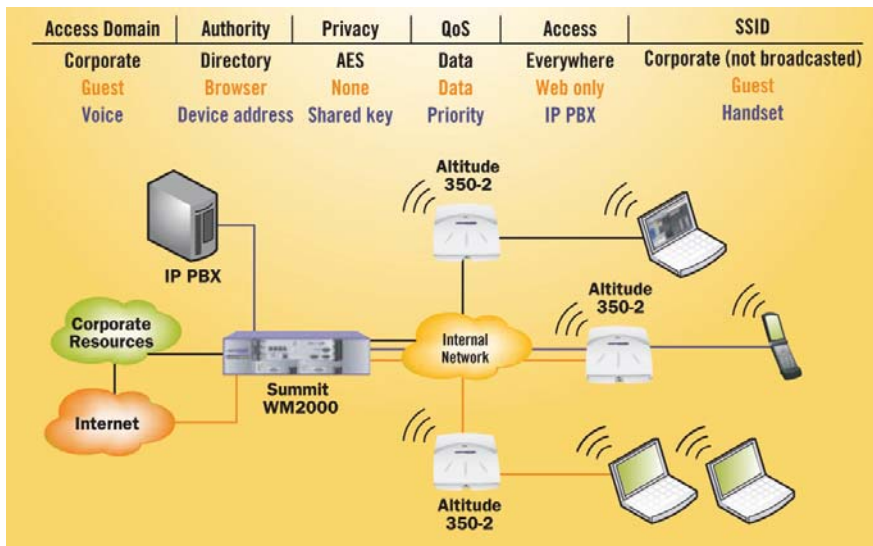 Access Domain Authority Privacy QoS Access SSID
Corporate Directory AES Data Everywhere Corporate (not broadcasted)
Guest Browser None Data Web only Guest
Voice Device address Shared key Priority IP PBX Handset
Altitude
350-2
IP PBX
Altitude
350-2
Corporate
Resources
Internal
Network
Summit
WM2000
Internet
Altitude
350-2